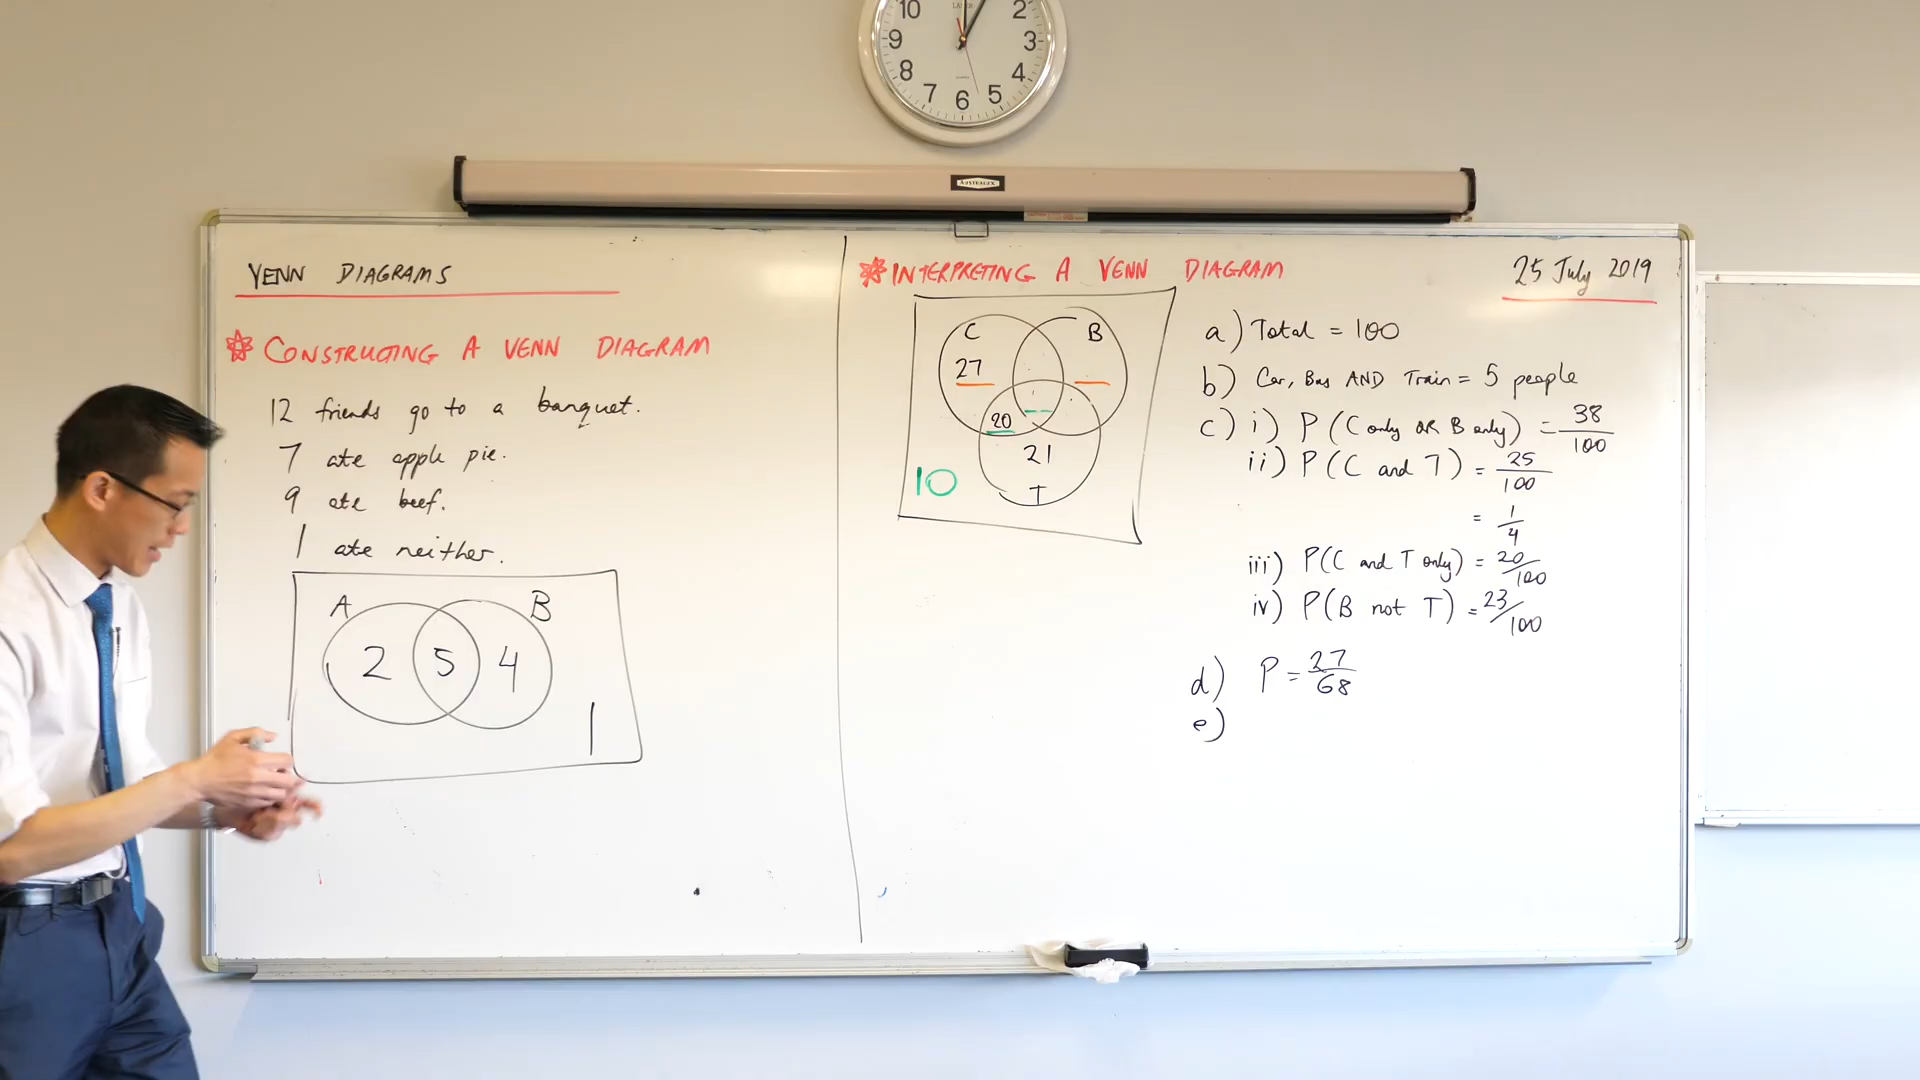 10 2
9 3
8 4
7 6 5
AUSTRALEX
VENN DIAGRAMS
CONSTRUCTING A VENN DIAGRAM
12 friends go to a banquet.
7 ate apple pie.
9 ate beef.
1 ate neither.
A B
2 5 4
1
INTERPRETING A VENN DIAGRAM
25 July 2019
C B
27
20
21
10
T
a) Total = 100
b) Car, Bus AND Train = 5 people
c) i) P(C only OR B only) = 38/100
ii) P(C and T) = 25/100
= 1/4
iii) P(C and T only) = 20/100
iv) P(B not T) = 23/100
d) P = 27/68
e)